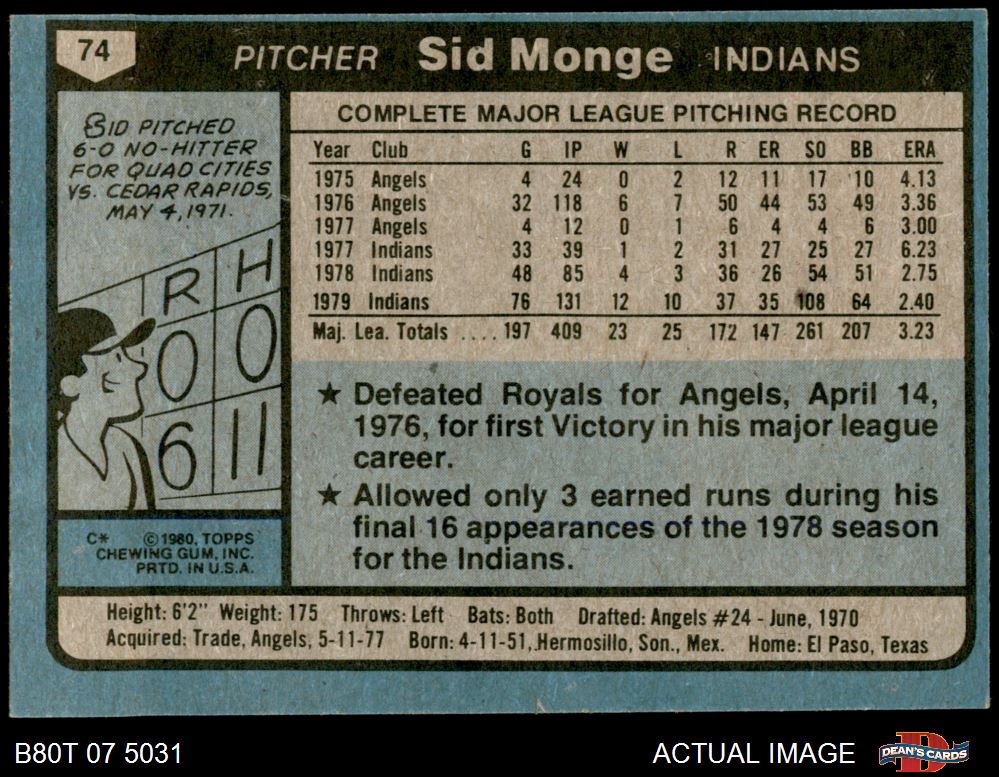 74
PITCHER Sid Monge INDIANS
SID PITCHED
6-0 NO-HITTER
FOR QUAD CITIES
VS. CEDAR RAPIDS,
MAY 4, 1971.
R H
0 0
6 11
C* ©1980, TOPPS
CHEWING GUM, INC.
PRTD. IN U.S.A.
COMPLETE MAJOR LEAGUE PITCHING RECORD
Year Club G IP W L R ER SO BB ERA
1975 Angels 4 24 0 2 12 11 17 10 4.13
1976 Angels 32 118 6 7 50 44 53 49 3.36
1977 Angels 4 12 0 1 6 4 4 6 3.00
1977 Indians 33 39 1 2 31 27 25 27 6.23
1978 Indians 48 85 4 3 36 26 54 51 2.75
1979 Indians 76 131 12 10 37 35 108 64 2.40
Maj. Lea. Totals .... 197 409 23 25 172 147 261 207 3.23
★ Defeated Royals for Angels, April 14,
1976, for first Victory in his major league
career.
★ Allowed only 3 earned runs during his
final 16 appearances of the 1978 season
for the Indians.
Height: 6'2" Weight: 175 Throws: Left Bats: Both Drafted: Angels #24 - June, 1970
Acquired: Trade, Angels, 5-11-77 Born: 4-11-51, Hermosillo, Son., Mex. Home: El Paso, Texas
B80T 07 5031 ACTUAL IMAGE DEAN'S CARDS